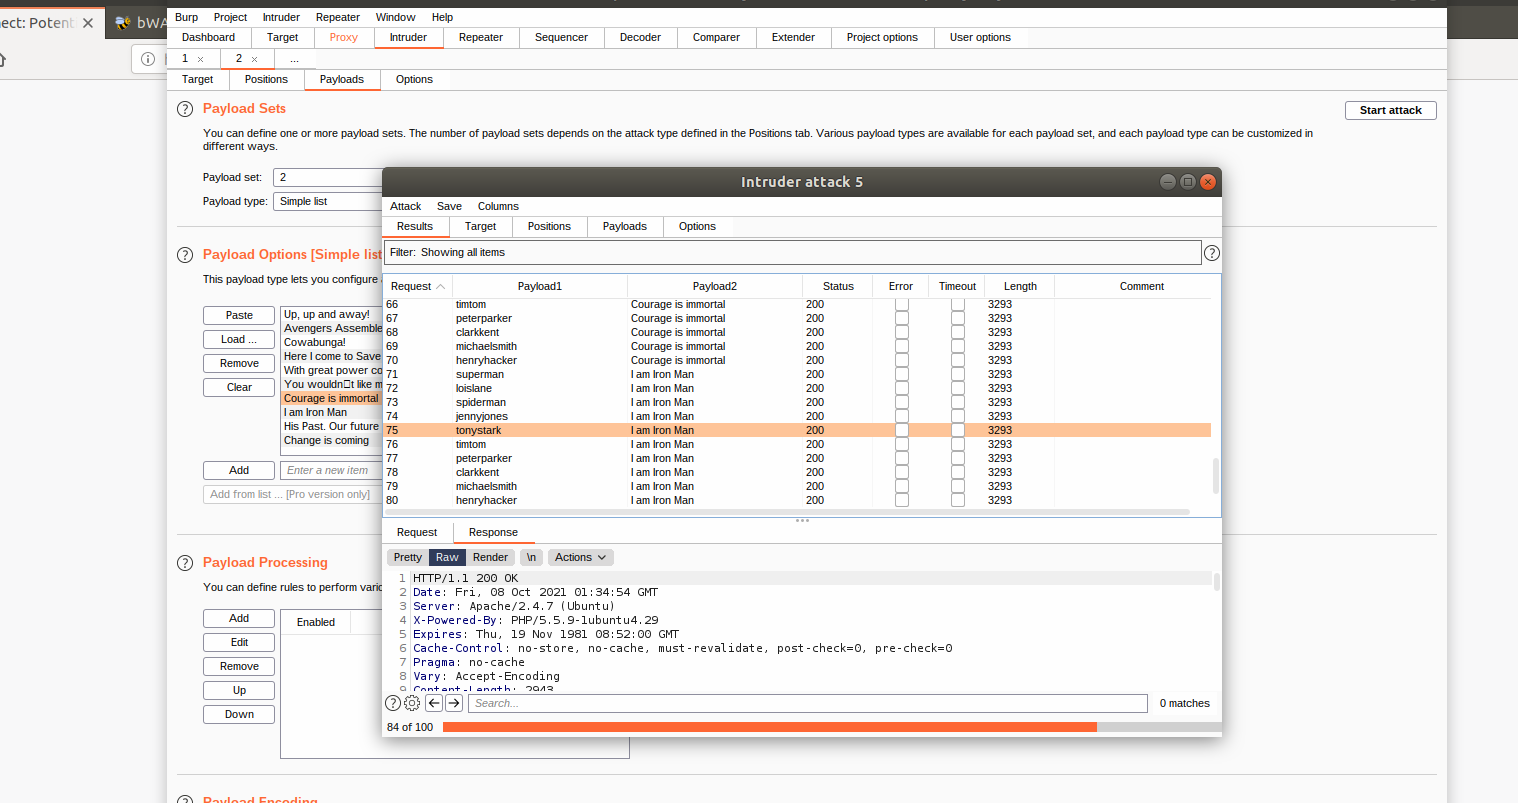 nect: Potent
bWA
Burp Project Intruder Repeater Window Help
Dashboard Target Proxy Intruder Repeater Sequencer Decoder Comparer Extender Project options User options
1 × 2 × ...
Target Positions Payloads Options
? Payload Sets
Start attack
You can define one or more payload sets. The number of payload sets depends on the attack type defined in the Positions tab. Various payload types are available for each payload set, and each payload type can be customized in
different ways.
Payload set: 2
Payload type: Simple list
? Payload Options [Simple list
This payload type lets you configure
Paste
Load ...
Remove
Clear
Up, up and away!
Avengers Assemble
Cowabunga!
Here I come to Save
With great power co
You wouldn□t like m
Courage is immortal
I am Iron Man
His Past. Our future
Change is coming
Add Enter a new item
Add from list ... [Pro version only]
? Payload Processing
You can define rules to perform vario
Add
Edit
Remove
Up
Down
Enabled
? Payload Encoding
Intruder attack 5
Attack Save Columns
Results Target Positions Payloads Options
Filter: Showing all items ?
Request Payload1 Payload2 Status Error Timeout Length Comment
66 timtom Courage is immortal 200 3293
67 peterparker Courage is immortal 200 3293
68 clarkkent Courage is immortal 200 3293
69 michaelsmith Courage is immortal 200 3293
70 henryhacker Courage is immortal 200 3293
71 superman I am Iron Man 200 3293
72 loislane I am Iron Man 200 3293
73 spiderman I am Iron Man 200 3293
74 jennyjones I am Iron Man 200 3293
75 tonystark I am Iron Man 200 3293
76 timtom I am Iron Man 200 3293
77 peterparker I am Iron Man 200 3293
78 clarkkent I am Iron Man 200 3293
79 michaelsmith I am Iron Man 200 3293
80 henryhacker I am Iron Man 200 3293
Request Response
Pretty Raw Render \n Actions
1 HTTP/1.1 200 OK
2 Date: Fri, 08 Oct 2021 01:34:54 GMT
3 Server: Apache/2.4.7 (Ubuntu)
4 X-Powered-By: PHP/5.5.9-1ubuntu4.29
5 Expires: Thu, 19 Nov 1981 08:52:00 GMT
6 Cache-Control: no-store, no-cache, must-revalidate, post-check=0, pre-check=0
7 Pragma: no-cache
8 Vary: Accept-Encoding
9 Content-Length: 2943
? Search... 0 matches
84 of 100